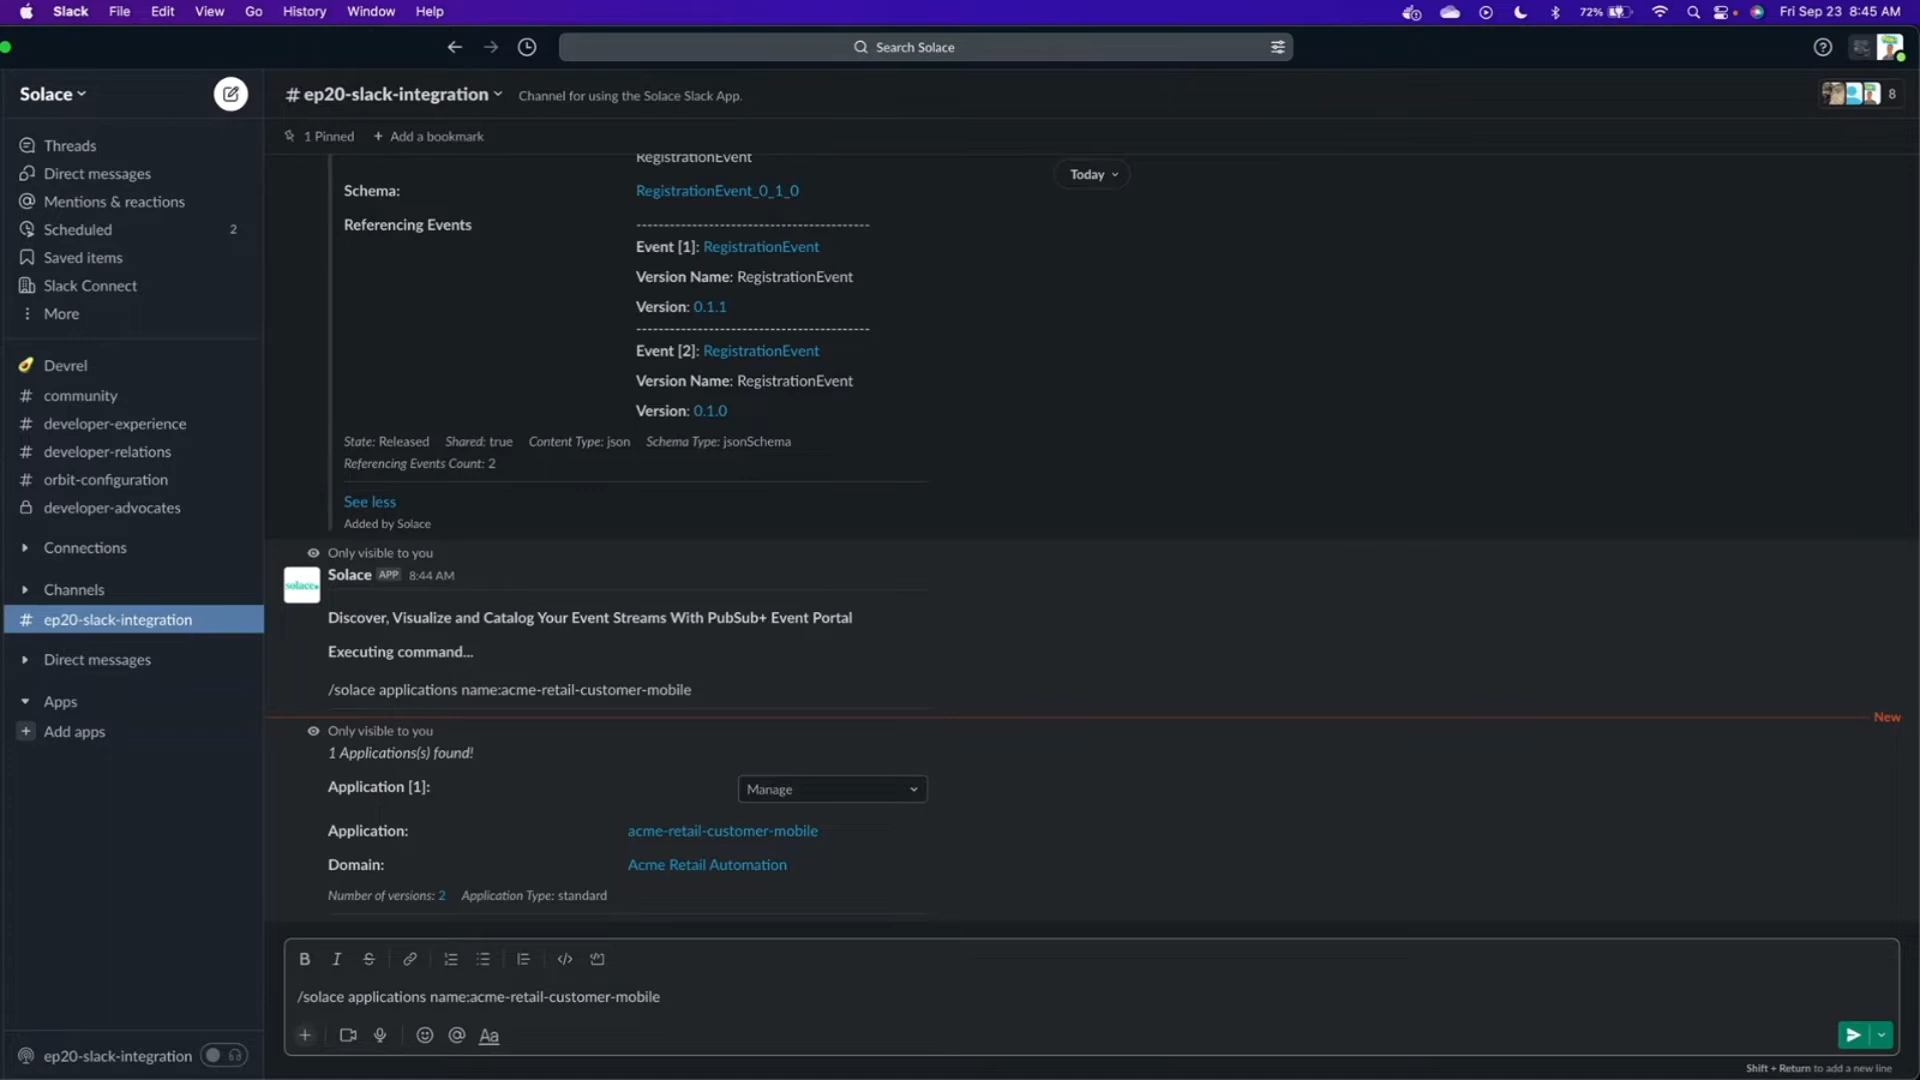 Slack File Edit View Go History Window Help
72%
Fri Sep 23 8:45 AM
Search Solace
Solace
# ep20-slack-integration
Channel for using the Solace Slack App.
8
1 Pinned
+ Add a bookmark
Threads
Direct messages
Mentions & reactions
Scheduled 2
Saved items
Slack Connect
More
Devrel
# community
# developer-experience
# developer-relations
# orbit-configuration
developer-advocates
Connections
Channels
# ep20-slack-integration
Direct messages
Apps
+ Add apps
ep20-slack-integration
Today
RegistrationEvent
Schema: RegistrationEvent_0_1_0
Referencing Events
-------------------------------------------
Event [1]: RegistrationEvent
Version Name: RegistrationEvent
Version: 0.1.1
-------------------------------------------
Event [2]: RegistrationEvent
Version Name: RegistrationEvent
Version: 0.1.0
State: Released Shared: true Content Type: json Schema Type: jsonSchema
Referencing Events Count: 2
See less
Added by Solace
Only visible to you
solace.
Solace APP 8:44 AM
Discover, Visualize and Catalog Your Event Streams With PubSub+ Event Portal
Executing command...
/solace applications name:acme-retail-customer-mobile
New
Only visible to you
1 Applications(s) found!
Application [1]:
Manage
Application: acme-retail-customer-mobile
Domain: Acme Retail Automation
Number of versions: 2 Application Type: standard
B I S
/solace applications name:acme-retail-customer-mobile
+ @ Aa
Shift + Return to add a new line